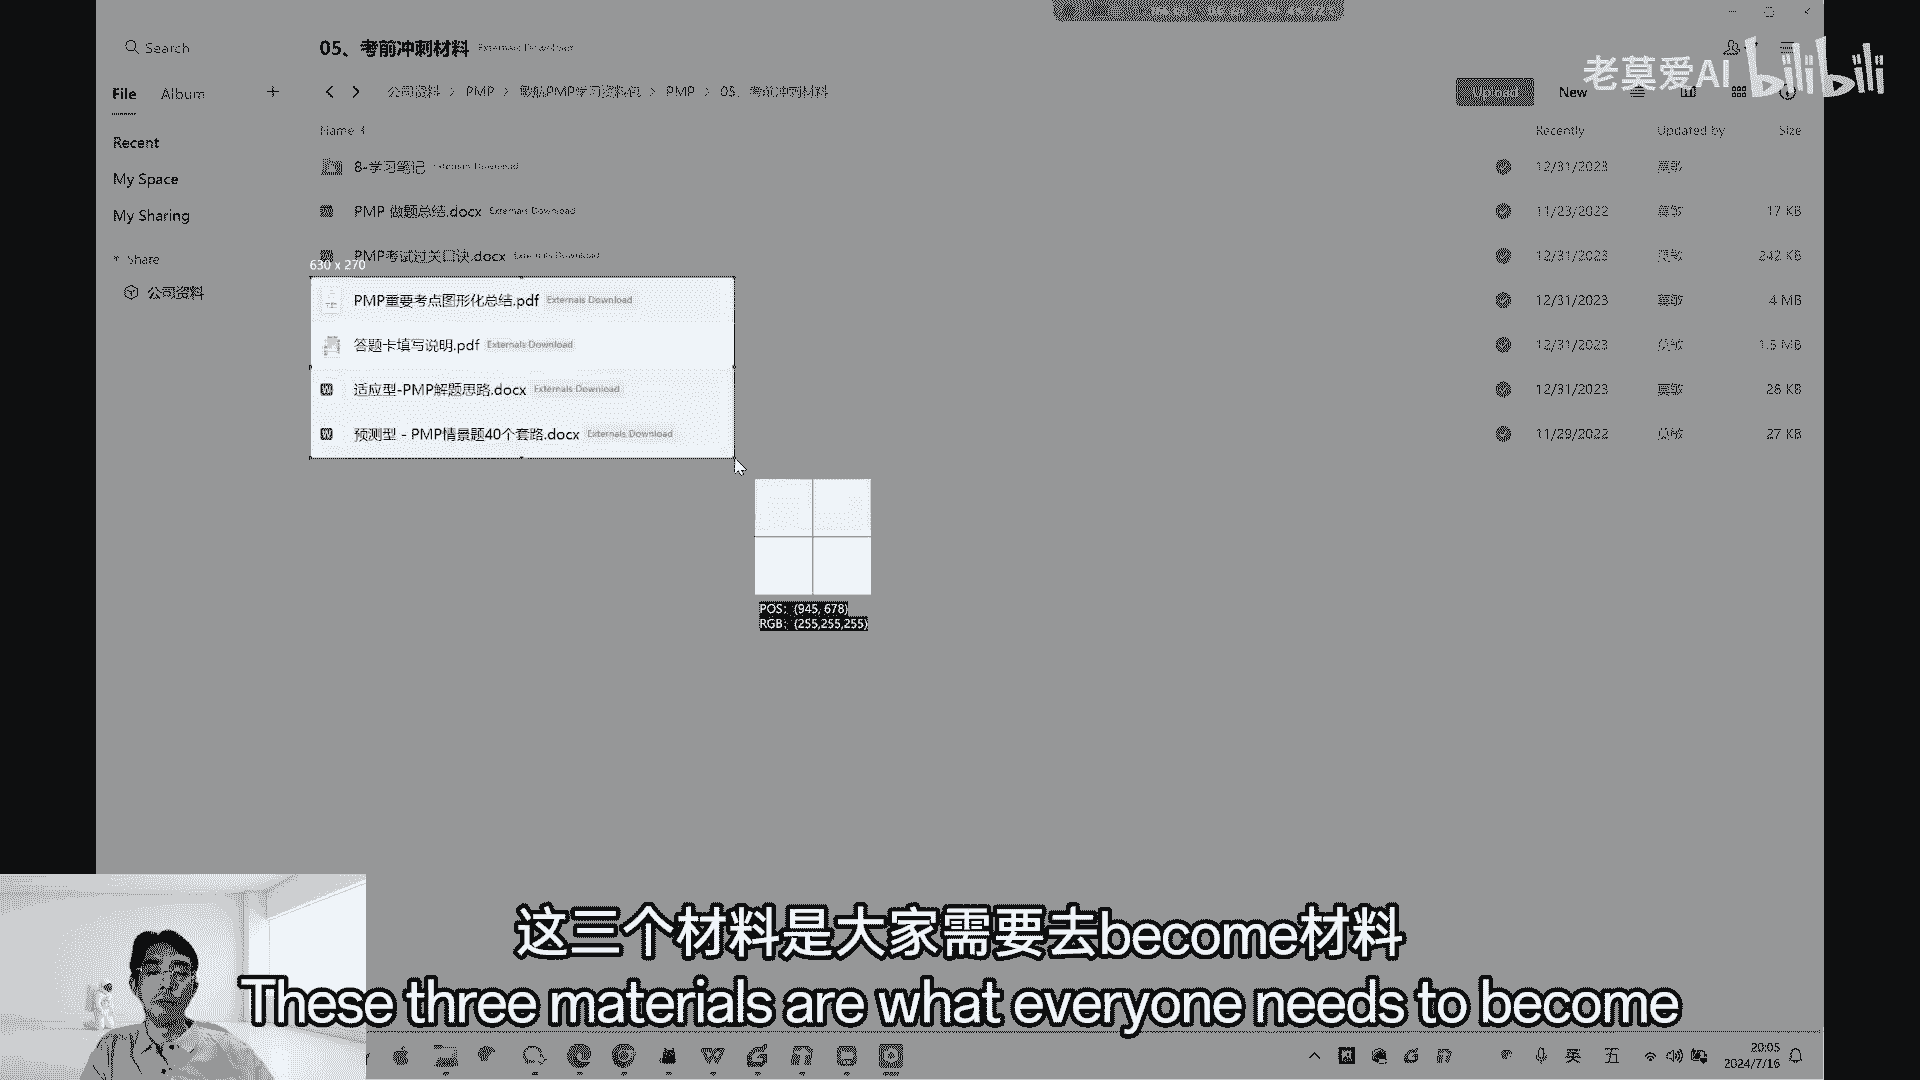 Search
05、考前冲刺材料 Externals Download
老莫爱AI bilibili
File Album +
公司资料 > PMP > 敏航PMP学习资料包 > PMP > 05、考前冲刺材料
Upload New
Name
Recently Updated by Size
Recent
8-学习笔记 Externals Download
12/31/2023
My Space
PMP 做题总结.docx Externals Download
11/23/2022 17 KB
My Sharing
PMP考试过关口诀.docx Externals Download
12/31/2023 242 KB
Share
630 x 270
公司资料
PMP重要考点图形化总结.pdf Externals Download
12/31/2023 4 MB
答题卡填写说明.pdf Externals Download
12/31/2023 1.5 MB
适应型-PMP解题思路.docx Externals Download
12/31/2023 28 KB
预测型 - PMP情景题40个套路.docx Externals Download
11/29/2022 27 KB
POS: (945, 678)
RGB: (255,255,255)
这三个材料是大家需要去become材料
These three materials are what everyone needs to become
英 五
20:05
2024/7/16